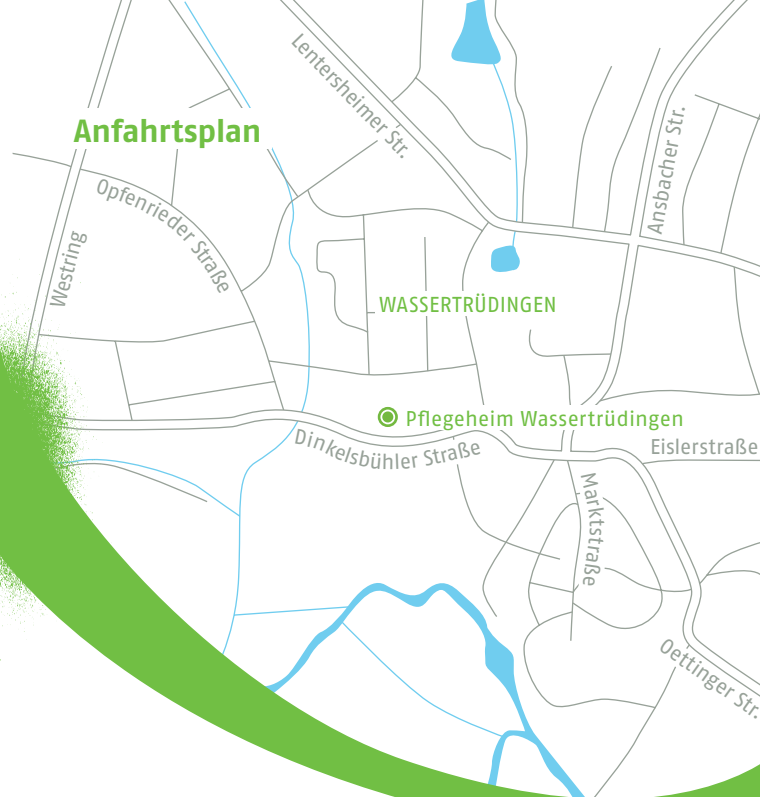 Lentersheimer Str.
Anfahrtsplan
Ansbacher Str.
Opfenrieder Straße
Westring
WASSERTRÜDINGEN
Pflegeheim Wassertrüdingen
Dinkelsbühler Straße
Eislerstraße
Marktstraße
Oettinger Str.